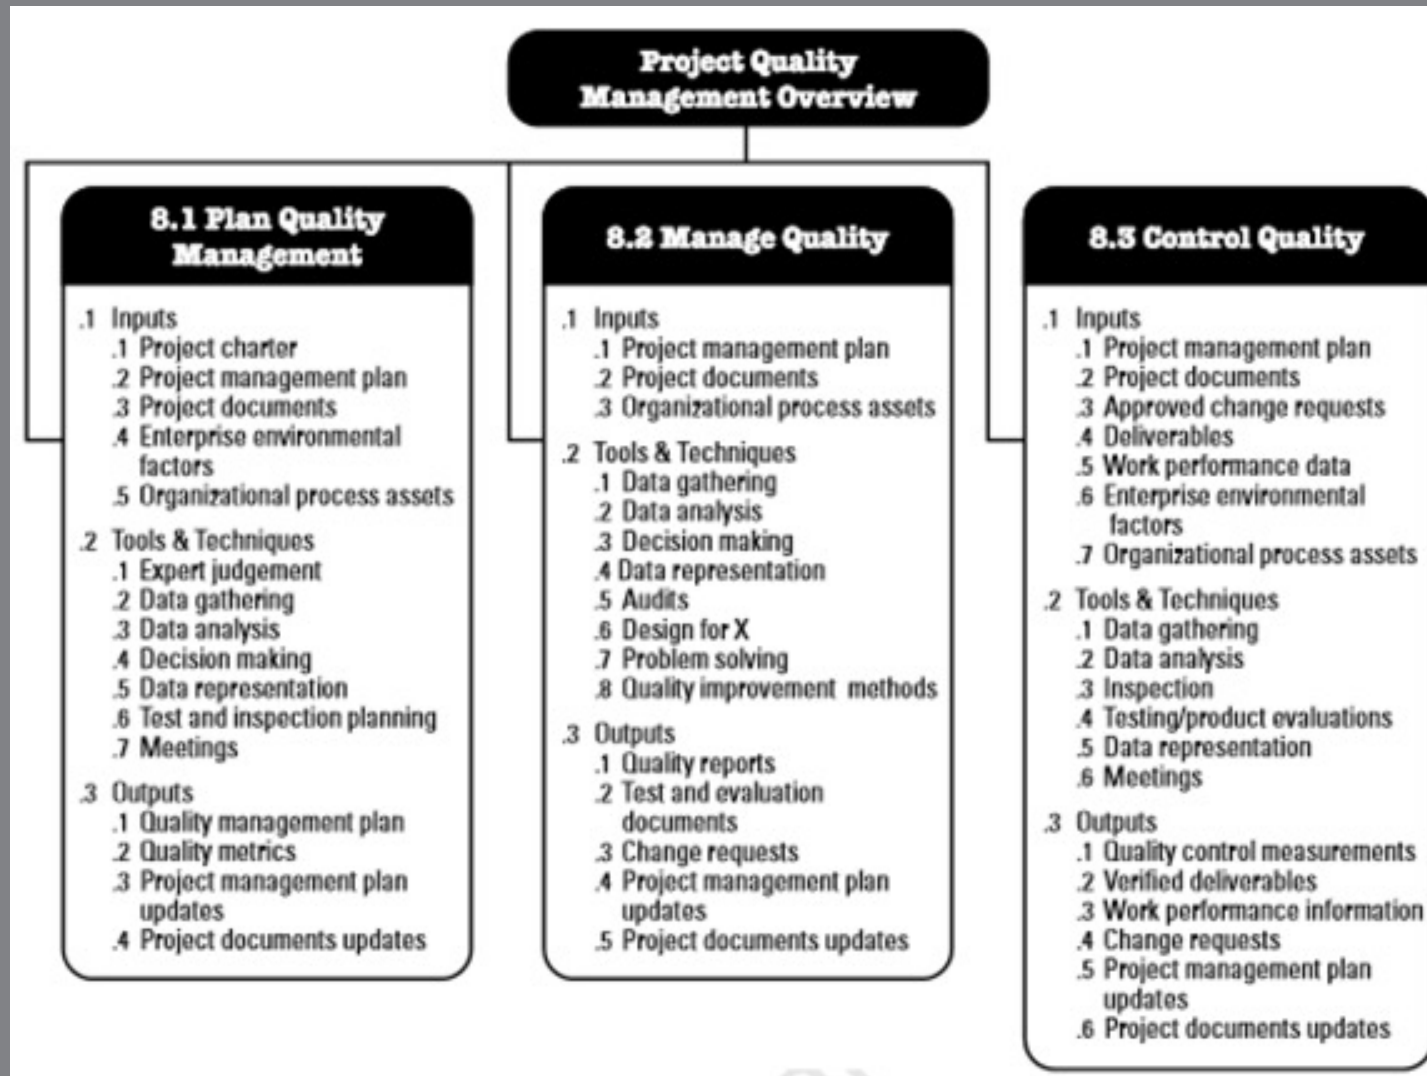 Project Quality
Management Overview
8.1 Plan Quality
Management
.1 Inputs
.1 Project charter
.2 Project management plan
.3 Project documents
.4 Enterprise environmental
factors
.5 Organizational process assets
.2 Tools & Techniques
.1 Expert judgement
.2 Data gathering
.3 Data analysis
.4 Decision making
.5 Data representation
.6 Test and inspection planning
.7 Meetings
.3 Outputs
.1 Quality management plan
.2 Quality metrics
.3 Project management plan
updates
.4 Project documents updates
8.2 Manage Quality
.1 Inputs
.1 Project management plan
.2 Project documents
.3 Organizational process assets
.2 Tools & Techniques
.1 Data gathering
.2 Data analysis
.3 Decision making
.4 Data representation
.5 Audits
.6 Design for X
.7 Problem solving
.8 Quality improvement methods
.3 Outputs
.1 Quality reports
.2 Test and evaluation
documents
.3 Change requests
.4 Project management plan
updates
.5 Project documents updates
8.3 Control Quality
.1 Inputs
.1 Project management plan
.2 Project documents
.3 Approved change requests
.4 Deliverables
.5 Work performance data
.6 Enterprise environmental
factors
.7 Organizational process assets
.2 Tools & Techniques
.1 Data gathering
.2 Data analysis
.3 Inspection
.4 Testing/product evaluations
.5 Data representation
.6 Meetings
.3 Outputs
.1 Quality control measurements
.2 Verified deliverables
.3 Work performance information
.4 Change requests
.5 Project management plan
updates
.6 Project documents updates